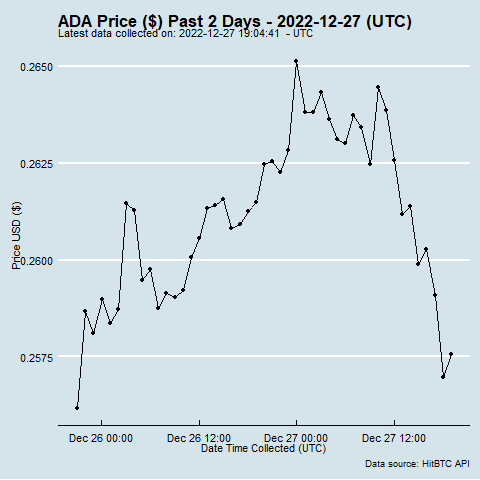 ADA Price ($) Past 2 Days - 2022-12-27 (UTC)
Latest data collected on: 2022-12-27 19:04:41 - UTC
0.2650
0.2625
0.2600
0.2575
Price USD ($)
Dec 26 00:00 Dec 26 12:00 Dec 27 00:00 Dec 27 12:00
Date Time Collected (UTC)
Data source: HitBTC API